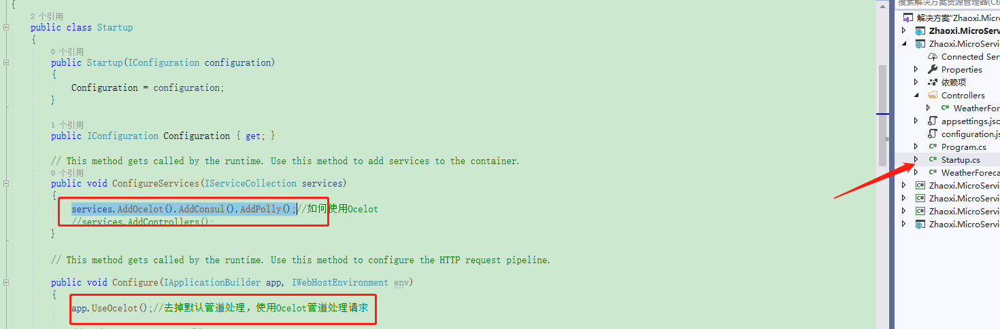 {
2 个引用
public class Startup
{
0 个引用
public Startup(IConfiguration configuration)
{
Configuration = configuration;
}
1 个引用
public IConfiguration Configuration { get; }
// This method gets called by the runtime. Use this method to add services to the container.
0 个引用
public void ConfigureServices(IServiceCollection services)
{
services.AddOcelot().AddConsul().AddPolly();//如何使用Ocelot
//services.AddControllers();
}
// This method gets called by the runtime. Use this method to configure the HTTP request pipeline.
public void Configure(IApplicationBuilder app, IWebHostEnvironment env)
{
app.UseOcelot();//去掉默认管道处理，使用Ocelot管道处理请求
搜索解决方案资源管理器(Ctr
解决方案"Zhaoxi.Micro
Zhaoxi.MicroServi
Zhaoxi.MicroServi
Connected Ser
Properties
依赖项
Controllers
C# WeatherFor
appsettings.jso
configuration.js
C# Program.cs
C# Startup.cs
C# WeatherForeca
C# Zhaoxi.MicroServi
C# Zhaoxi.MicroServi
C# Zhaoxi.MicroServi
Zhaoxi.MicroServi